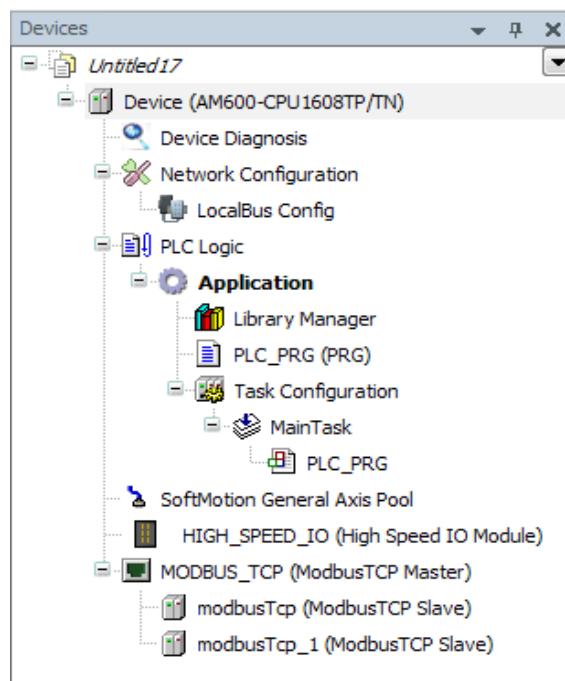 Devices
Untitled17
Device (AM600-CPU1608TP/TN)
Device Diagnosis
Network Configuration
LocalBus Config
PLC Logic
Application
Library Manager
PLC_PRG (PRG)
Task Configuration
MainTask
PLC_PRG
SoftMotion General Axis Pool
HIGH_SPEED_IO (High Speed IO Module)
MODBUS_TCP (ModbusTCP Master)
modbusTcp (ModbusTCP Slave)
modbusTcp_1 (ModbusTCP Slave)